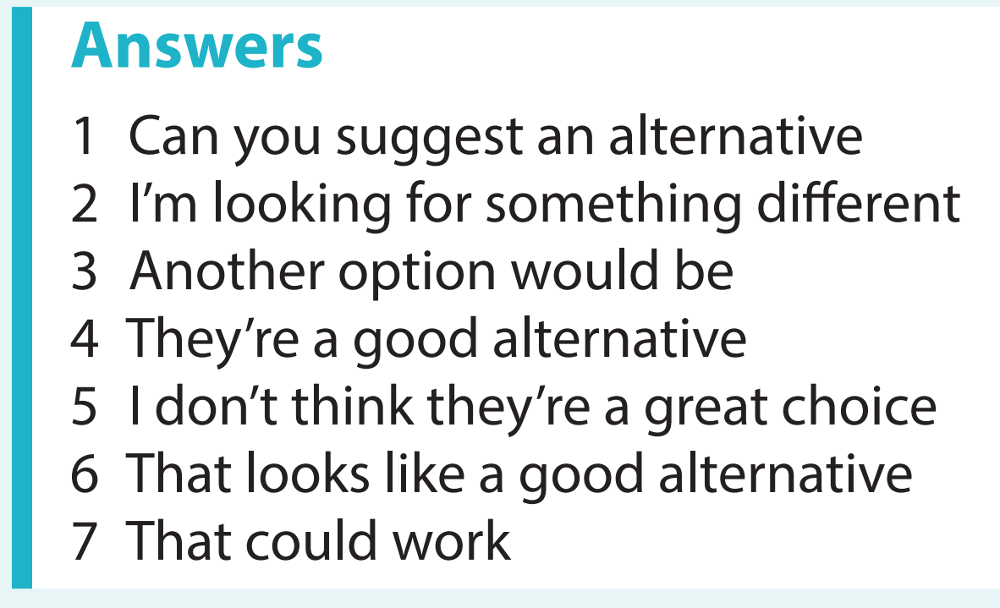 Answers
1 Can you suggest an alternative
2 I’m looking for something different
3 Another option would be
4 They’re a good alternative
5 I don’t think they’re a great choice
6 That looks like a good alternative
7 That could work